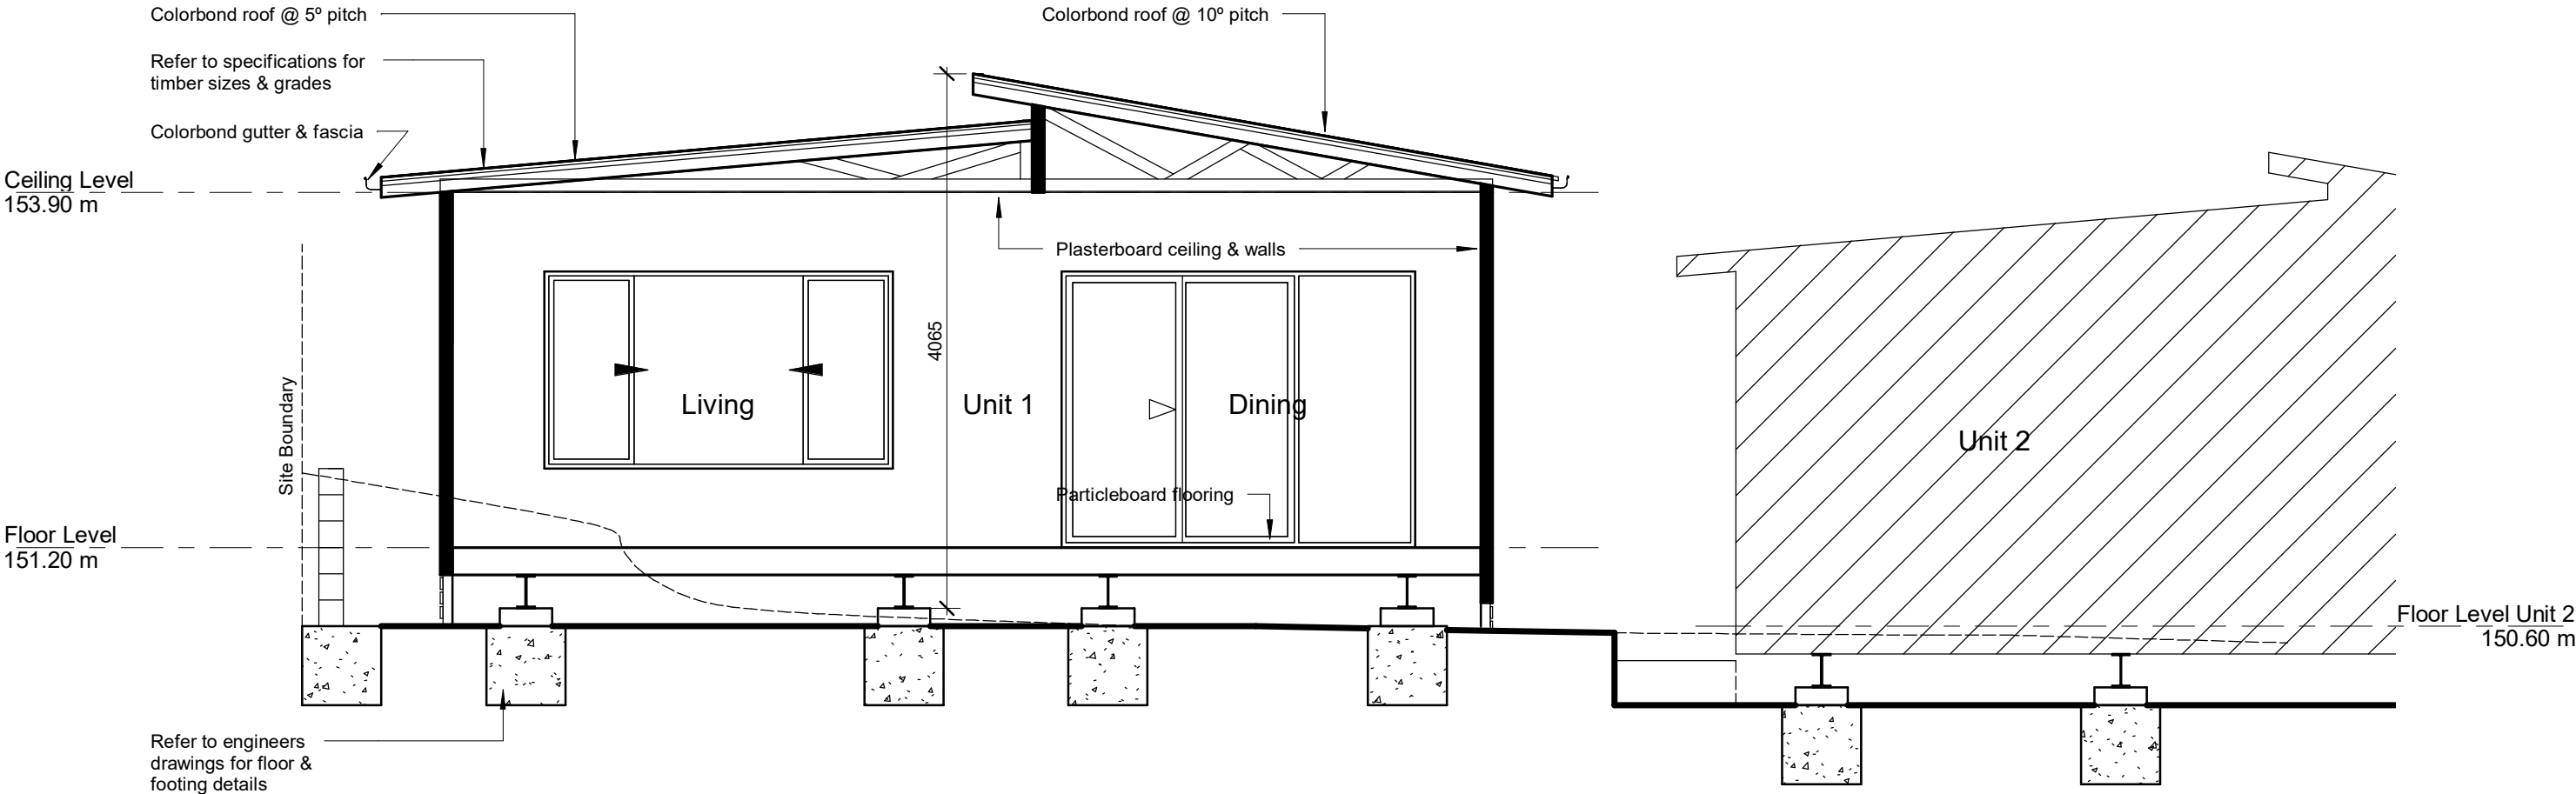 Colorbond roof @ 5º pitch
Colorbond roof @ 10º pitch
Refer to specifications for
timber sizes & grades
Colorbond gutter & fascia
Ceiling Level
153.90 m
Plasterboard ceiling & walls
4065
Living
Unit 1
Dining
Unit 2
Site Boundary
Particleboard flooring
Floor Level
151.20 m
Floor Level Unit 2
150.60 m
Refer to engineers
drawings for floor &
footing details